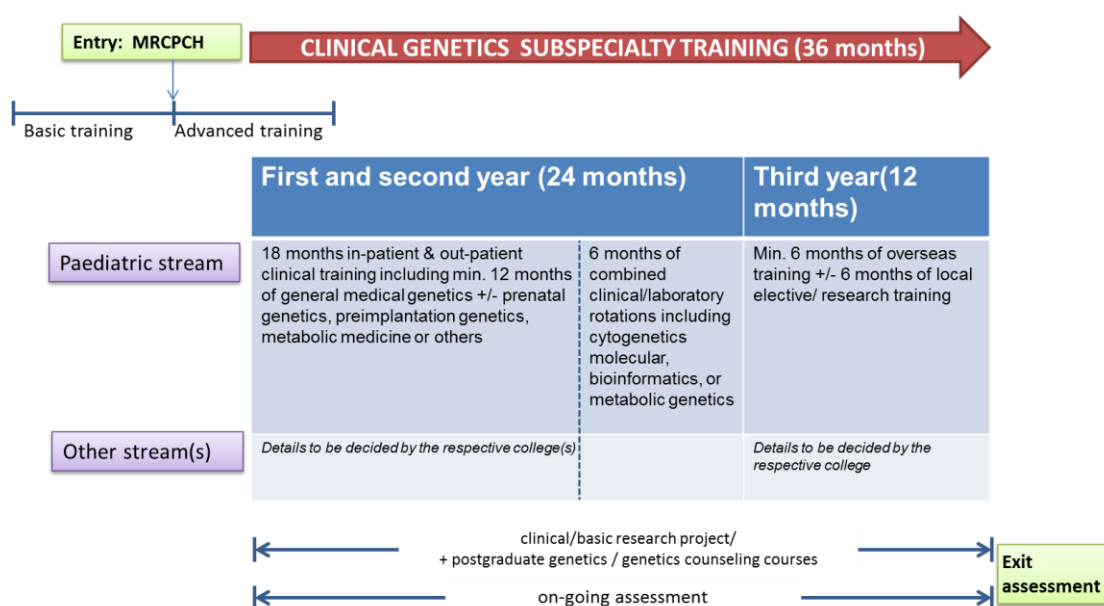 Entry: MRCPCH
CLINICAL GENETICS SUBSPECIALTY TRAINING (36 months)
Basic training
Advanced training
First and second year (24 months)
Third year(12
months)
Paediatric stream
18 months in-patient & out-patient
clinical training including min. 12 months
of general medical genetics +/- prenatal
genetics, preimplantation genetics,
metabolic medicine or others
6 months of
combined
clinical/laboratory
rotations including
cytogenetics
molecular,
bioinformatics, or
metabolic genetics
Min. 6 months of overseas
training +/- 6 months of local
elective/ research training
Other stream(s)
Details to be decided by the respective college(s)
Details to be decided by the
respective college
clinical/basic research project/
+ postgraduate genetics / genetics counseling courses
on-going assessment
Exit
assessment